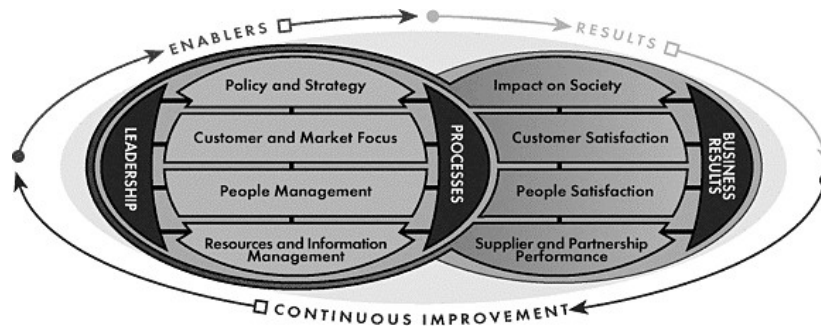 ENABLERS
RESULTS
LEADERSHIP
Policy and Strategy
Customer and Market Focus
People Management
Resources and Information
Management
PROCESSES
Impact on Society
Customer Satisfaction
People Satisfaction
Supplier and Partnership
Performance
BUSINESS
RESULTS
CONTINUOUS IMPROVEMENT